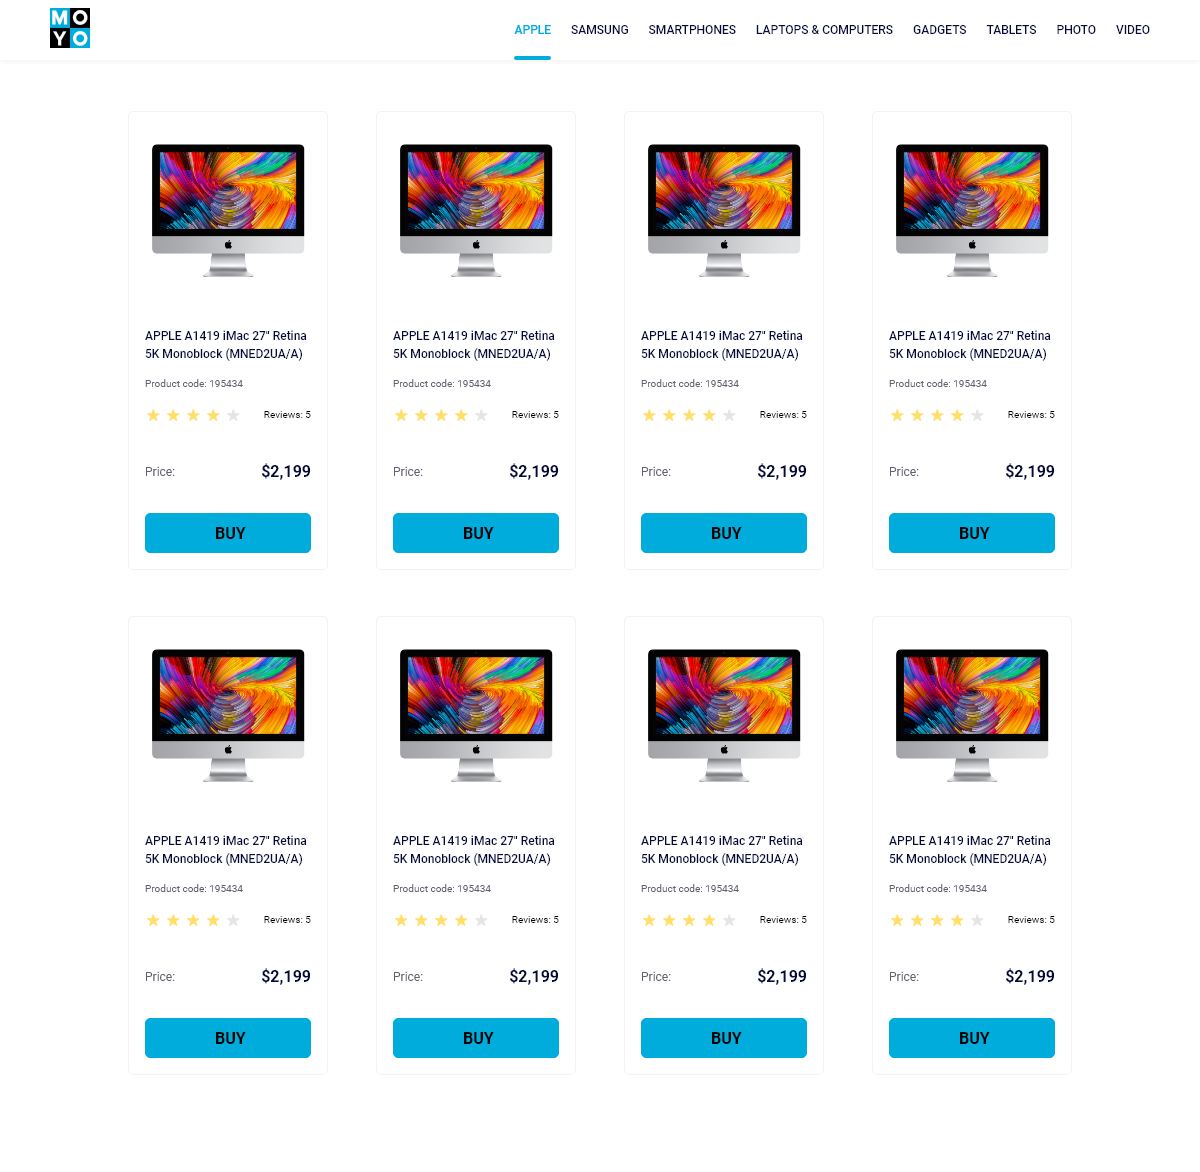 MO
YO
APPLE SAMSUNG SMARTPHONES LAPTOPS & COMPUTERS GADGETS TABLETS PHOTO VIDEO
APPLE A1419 iMac 27" Retina
5K Monoblock (MNED2UA/A)
Product code: 195434
Reviews: 5
Price: $2,199
BUY
APPLE A1419 iMac 27" Retina
5K Monoblock (MNED2UA/A)
Product code: 195434
Reviews: 5
Price: $2,199
BUY
APPLE A1419 iMac 27" Retina
5K Monoblock (MNED2UA/A)
Product code: 195434
Reviews: 5
Price: $2,199
BUY
APPLE A1419 iMac 27" Retina
5K Monoblock (MNED2UA/A)
Product code: 195434
Reviews: 5
Price: $2,199
BUY
APPLE A1419 iMac 27" Retina
5K Monoblock (MNED2UA/A)
Product code: 195434
Reviews: 5
Price: $2,199
BUY
APPLE A1419 iMac 27" Retina
5K Monoblock (MNED2UA/A)
Product code: 195434
Reviews: 5
Price: $2,199
BUY
APPLE A1419 iMac 27" Retina
5K Monoblock (MNED2UA/A)
Product code: 195434
Reviews: 5
Price: $2,199
BUY
APPLE A1419 iMac 27" Retina
5K Monoblock (MNED2UA/A)
Product code: 195434
Reviews: 5
Price: $2,199
BUY